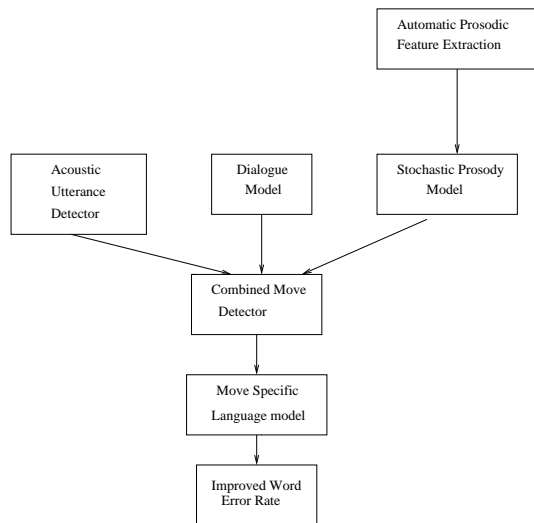 Automatic Prosodic
Feature Extraction
Acoustic
Utterance
Detector
Dialogue
Model
Stochastic Prosody
Model
Combined Move
Detector
Move Specific
Language model
Improved Word
Error Rate